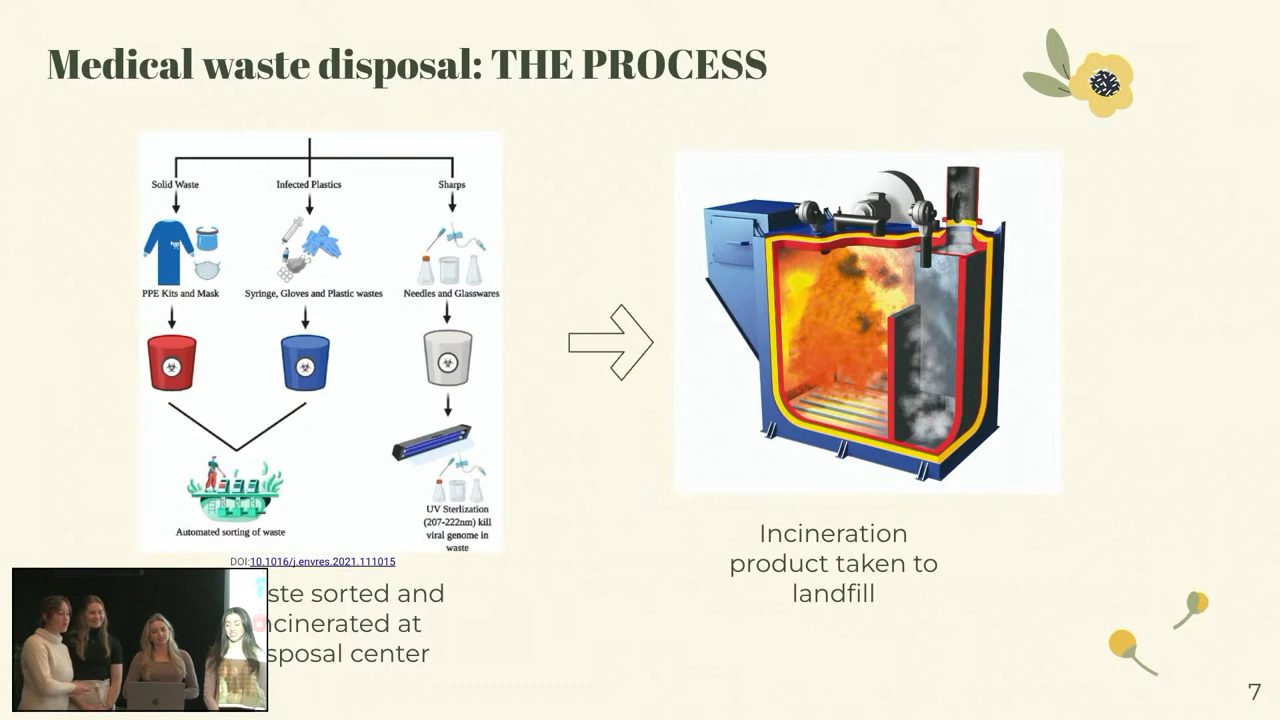 Medical waste disposal: THE PROCESS
Solid Waste
Infected Plastics
Sharps
PPE Kits and Mask
Syringe, Gloves and Plastic wastes
Needles and Glasswares
Automated sorting of waste
UV Sterlization
(207-222nm) kill
viral genome in
waste
DOI:10.1016/j.envres.2021.111015
ste sorted and
ncinerated at
sposal center
Incineration
product taken to
landfill
7